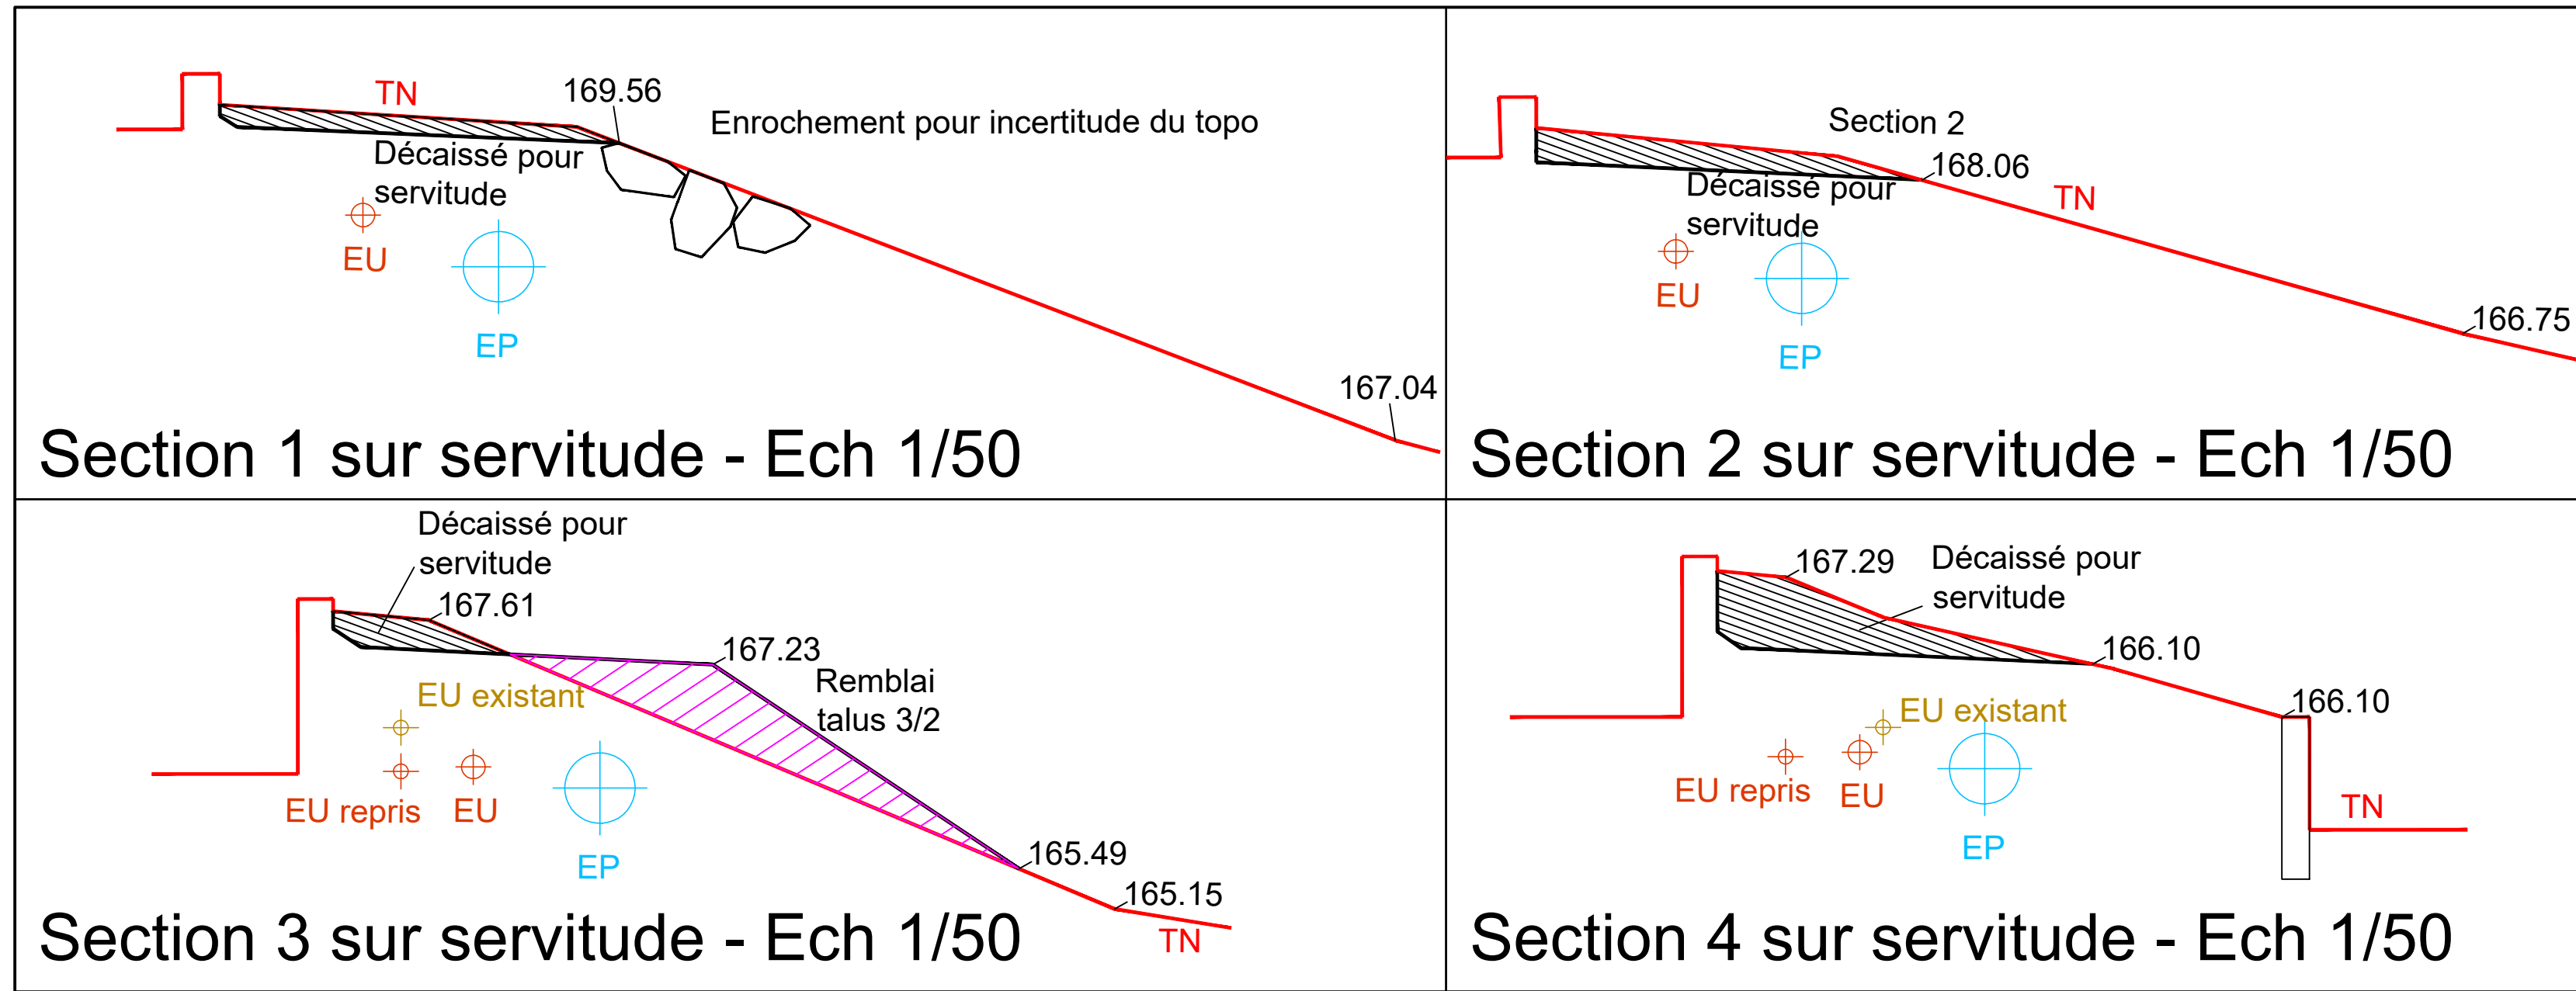 TN
169.56
Enrochement pour incertitude du topo
Décaissé pour
servitude
EU
EP
167.04
Section 1 sur servitude - Ech 1/50
Section 2
168.06
Décaissé pour
servitude
TN
EU
EP
166.75
Section 2 sur servitude - Ech 1/50
Décaissé pour
servitude
167.61
167.23
Remblai
talus 3/2
EU existant
EU repris
EU
EP
165.49
165.15
TN
Section 3 sur servitude - Ech 1/50
167.29
Décaissé pour
servitude
166.10
166.10
EU existant
EU repris
EU
EP
TN
Section 4 sur servitude - Ech 1/50